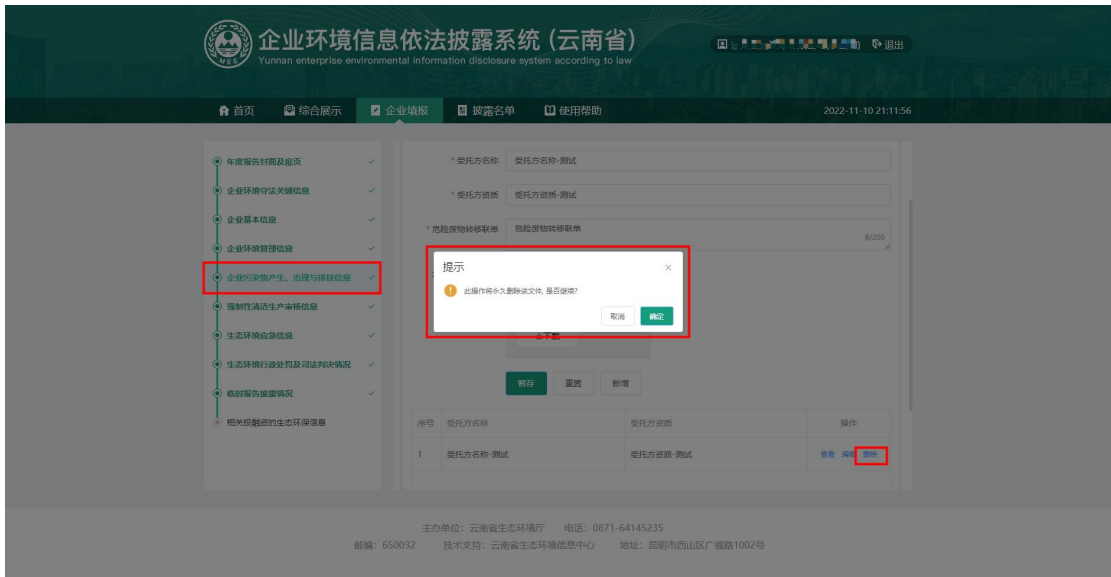 企业环境信息依法披露系统 (云南省)
Yunnan enterprise environmental information disclosure system according to law
退出
首页 综合展示 企业填报 披露名单 使用帮助 2022-11-10 21:11:56
年度报告封面及扉页
企业环境守法关键信息
企业基本信息
企业环境管理信息
企业污染物产生、治理与排放信息
强制性清洁生产审核信息
生态环境应急信息
生态环境行政处罚及司法判决情况
临时报告披露情况
相关投融资的生态环保信息
* 受托方名称 受托方名称-测试
* 受托方资质 受托方资质-测试
* 危险废物转移联单 危险废物转移联单
8/200
提示
此操作将永久删除该文件, 是否继续?
取消 确定
下载
暂存 重置 新增
序号 受托方名称 受托方资质 操作
1 受托方名称-测试 受托方资质-测试 查看 编辑 删除
主办单位：云南省生态环境厅 电话：0871-64145235
邮编：650032 技术支持：云南省生态环境信息中心 地址：昆明市西山区广福路1002号
MEE